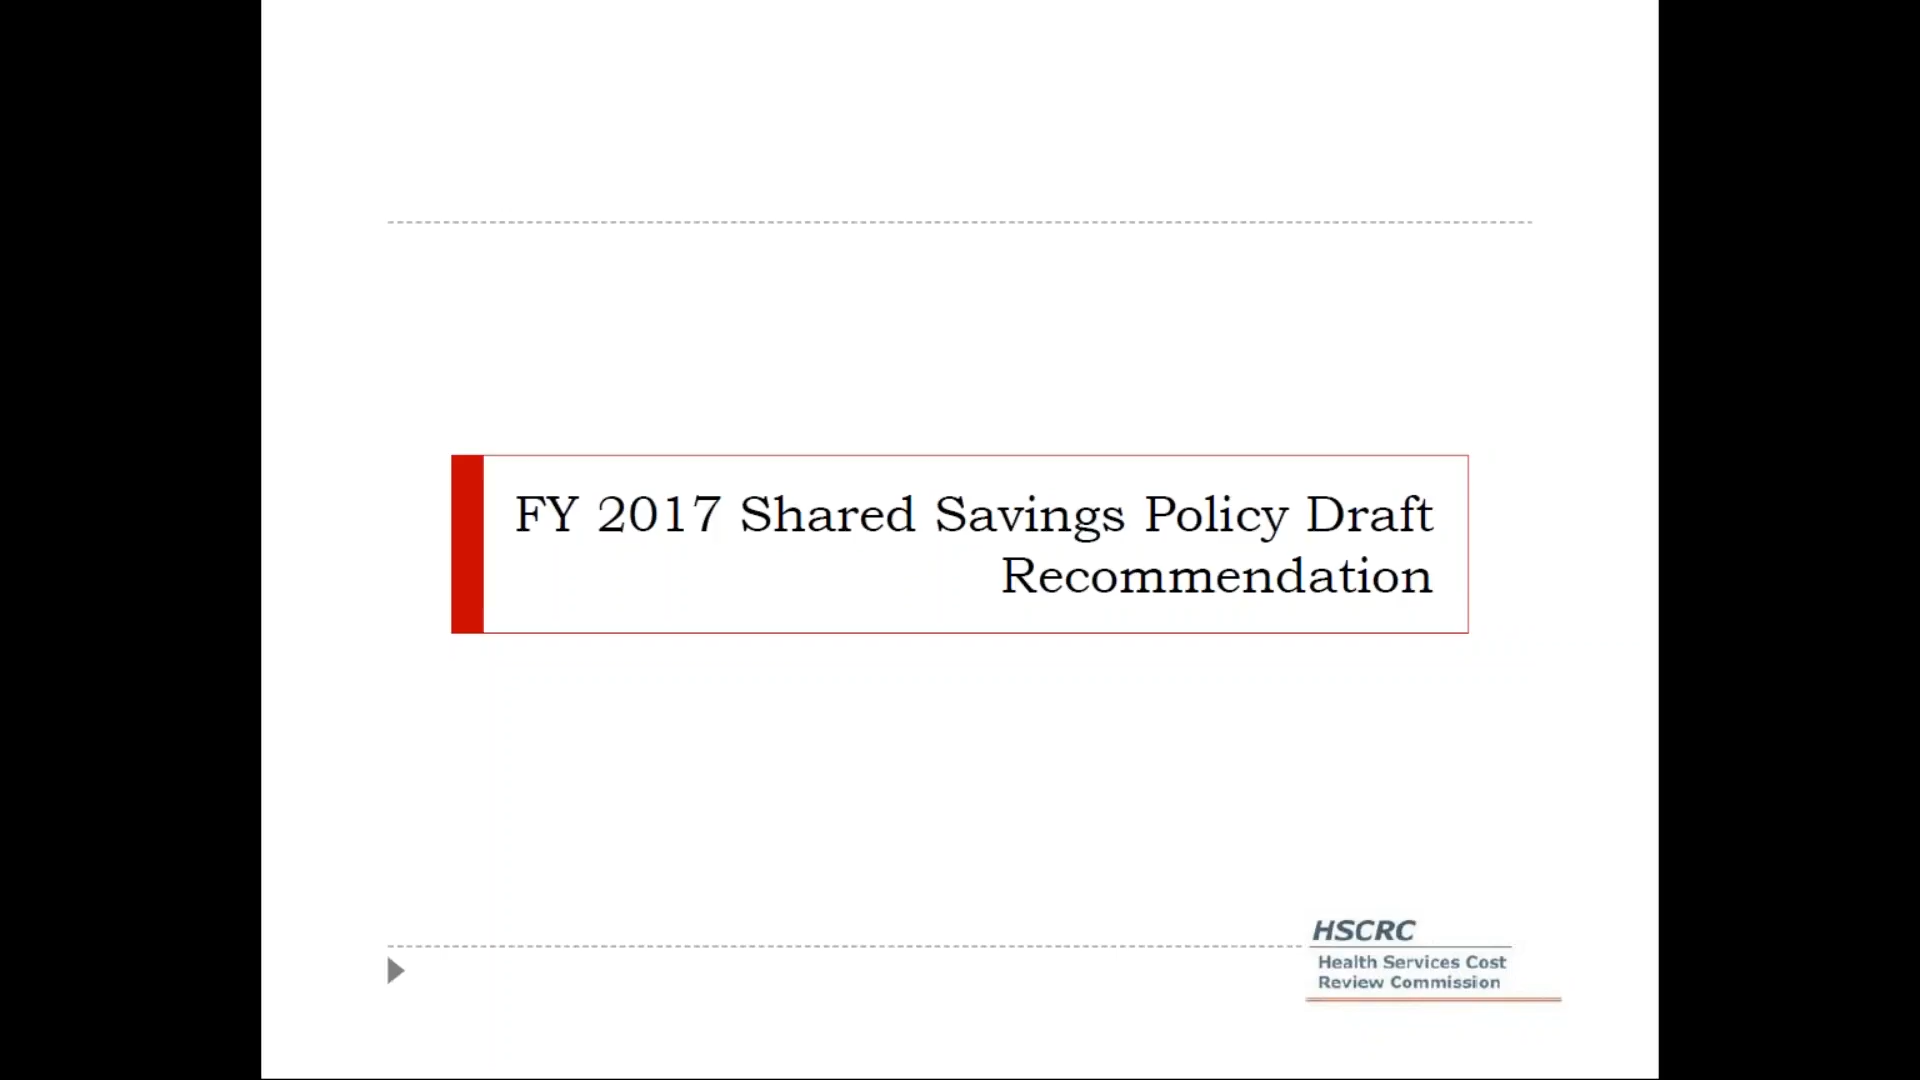 FY 2017 Shared Savings Policy Draft
Recommendation
HSCRC
Health Services Cost
Review Commission